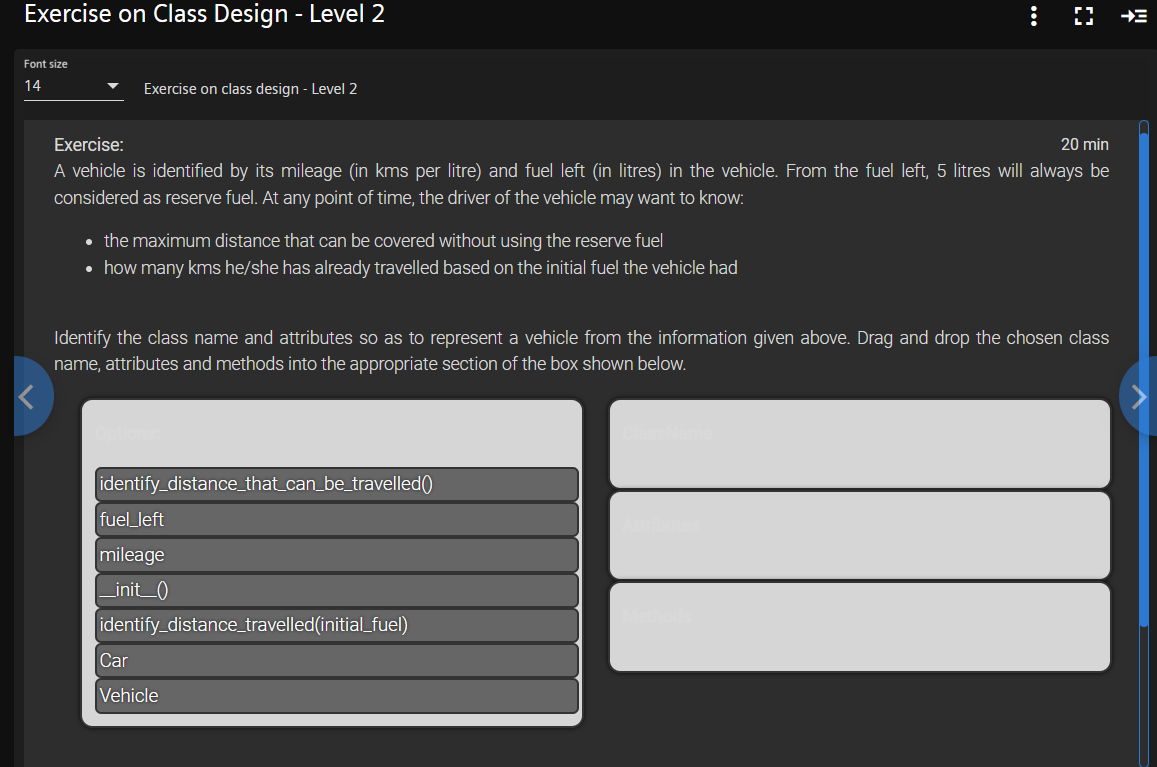 Exercise on Class Design - Level 2
Font size
14
Exercise on class design - Level 2
Exercise:
20 min
A vehicle is identified by its mileage (in kms per litre) and fuel left (in litres) in the vehicle. From the fuel left, 5 litres will always be
considered as reserve fuel. At any point of time, the driver of the vehicle may want to know:
• the maximum distance that can be covered without using the reserve fuel
• how many kms he/she has already travelled based on the initial fuel the vehicle had
Identify the class name and attributes so as to represent a vehicle from the information given above. Drag and drop the chosen class
name, attributes and methods into the appropriate section of the box shown below.
Options
identify_distance_that_can_be_travelled()
fuel_left
mileage
__init__()
identify_distance_travelled(initial_fuel)
Car
Vehicle
Attributes
Methods